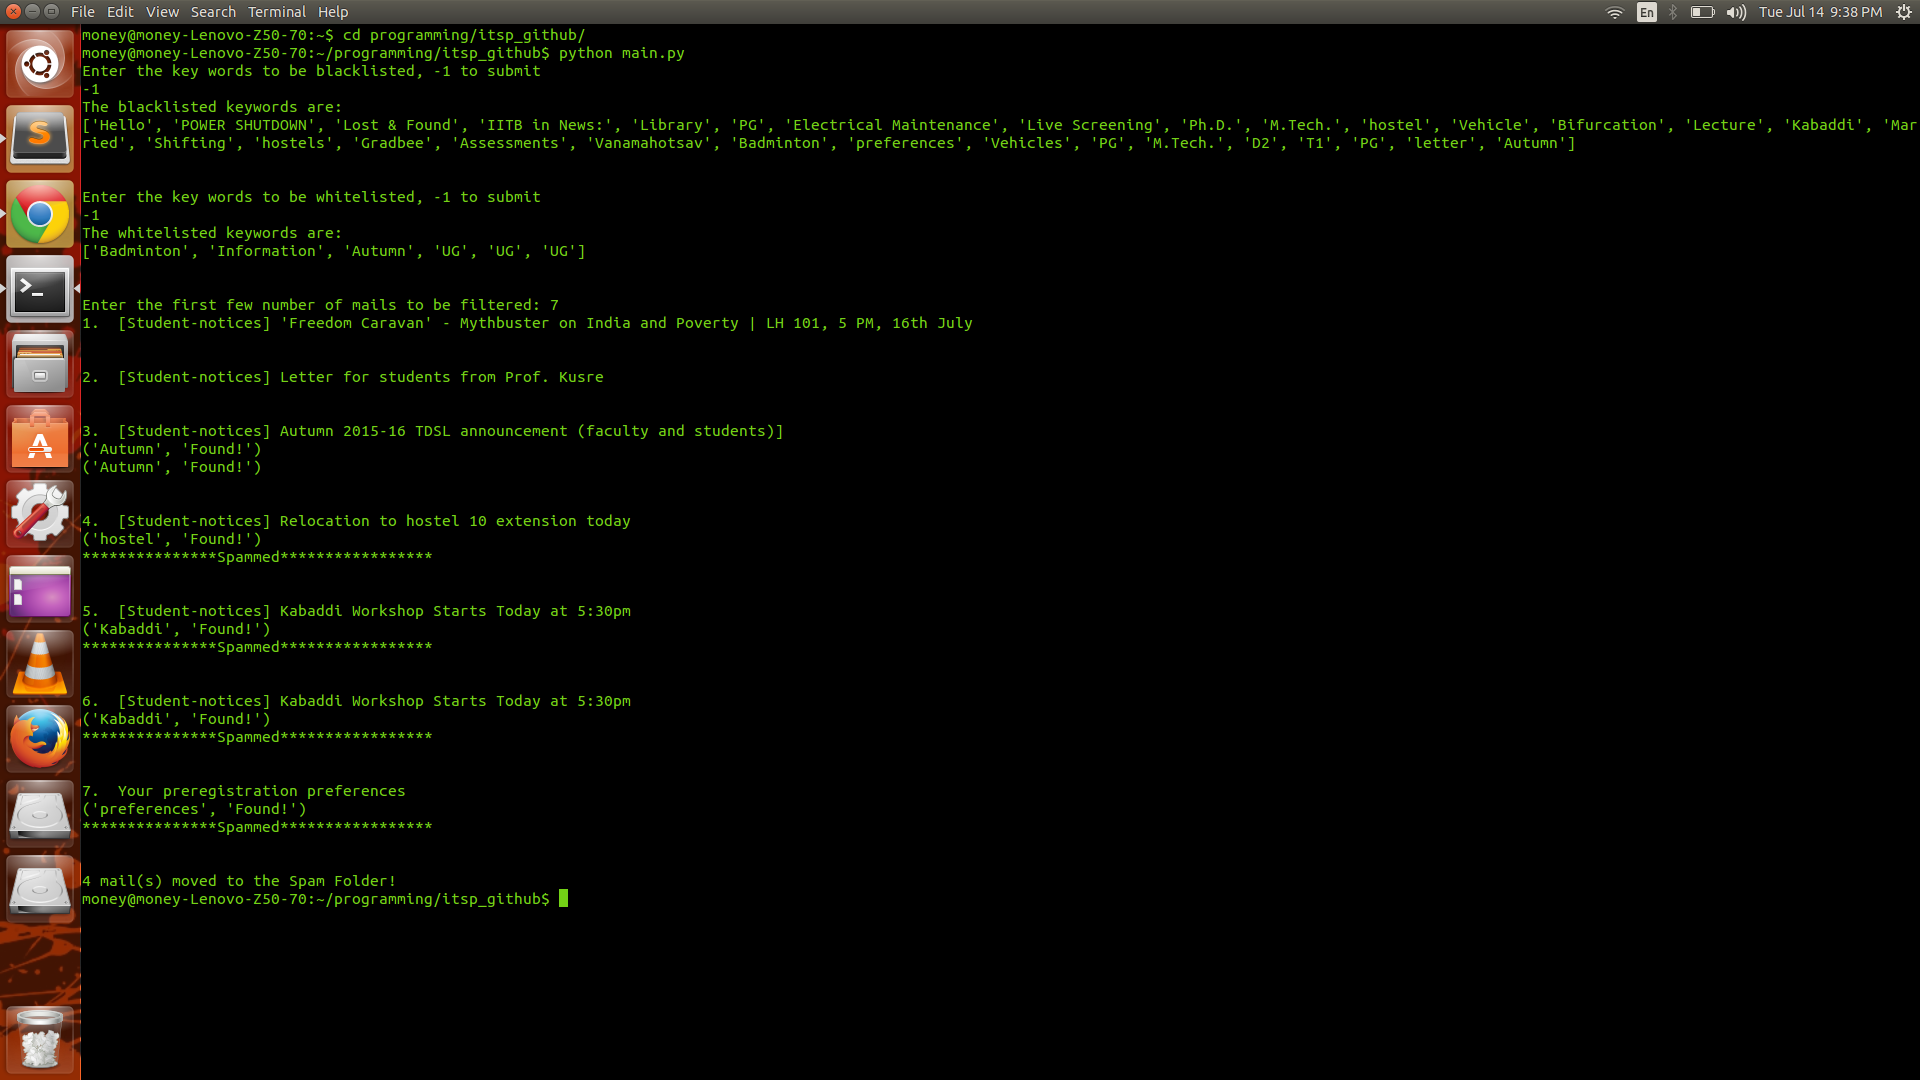 File Edit View Search Terminal Help
En
Tue Jul 14 9:38 PM
money@money-Lenovo-Z50-70:~$ cd programming/itsp_github/
money@money-Lenovo-Z50-70:~/programming/itsp_github$ python main.py
Enter the key words to be blacklisted, -1 to submit
-1
The blacklisted keywords are:
['Hello', 'POWER SHUTDOWN', 'Lost & Found', 'IITB in News:', 'Library', 'PG', 'Electrical Maintenance', 'Live Screening', 'Ph.D.', 'M.Tech.', 'hostel', 'Vehicle', 'Bifurcation', 'Lecture', 'Kabaddi', 'Mar
ried', 'Shifting', 'hostels', 'Gradbee', 'Assessments', 'Vanamahotsav', 'Badminton', 'preferences', 'Vehicles', 'PG', 'M.Tech.', 'D2', 'T1', 'PG', 'letter', 'Autumn']
Enter the key words to be whitelisted, -1 to submit
-1
The whitelisted keywords are:
['Badminton', 'Information', 'Autumn', 'UG', 'UG', 'UG']
Enter the first few number of mails to be filtered: 7
1.  [Student-notices] 'Freedom Caravan' - Mythbuster on India and Poverty | LH 101, 5 PM, 16th July
2.  [Student-notices] Letter for students from Prof. Kusre
3.  [Student-notices] Autumn 2015-16 TDSL announcement (faculty and students)]
('Autumn', 'Found!')
('Autumn', 'Found!')
4.  [Student-notices] Relocation to hostel 10 extension today
('hostel', 'Found!')
***************Spammed*****************
5.  [Student-notices] Kabaddi Workshop Starts Today at 5:30pm
('Kabaddi', 'Found!')
***************Spammed*****************
6.  [Student-notices] Kabaddi Workshop Starts Today at 5:30pm
('Kabaddi', 'Found!')
***************Spammed*****************
7.  Your preregistration preferences
('preferences', 'Found!')
***************Spammed*****************
4 mail(s) moved to the Spam Folder!
money@money-Lenovo-Z50-70:~/programming/itsp_github$